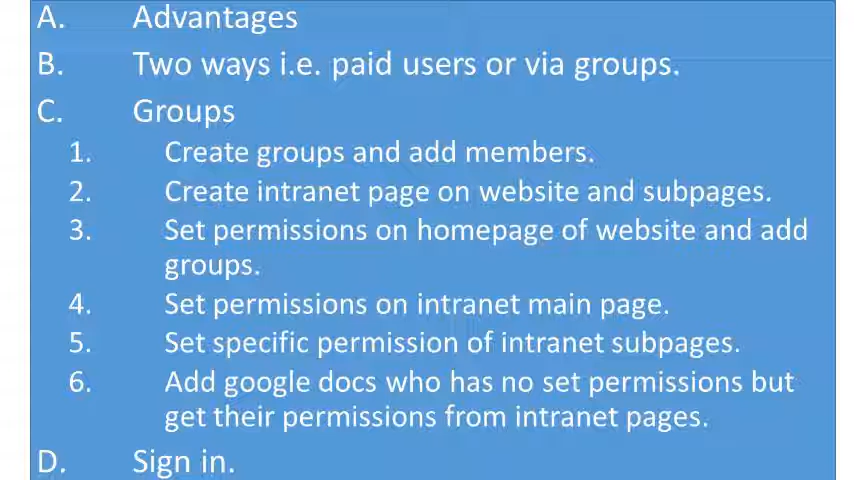 A. Advantages
B. Two ways i.e. paid users or via groups.
C. Groups
1. Create groups and add members.
2. Create intranet page on website and subpages.
3. Set permissions on homepage of website and add
groups.
4. Set permissions on intranet main page.
5. Set specific permission of intranet subpages.
6. Add google docs who has no set permissions but
get their permissions from intranet pages.
D. Sign in.